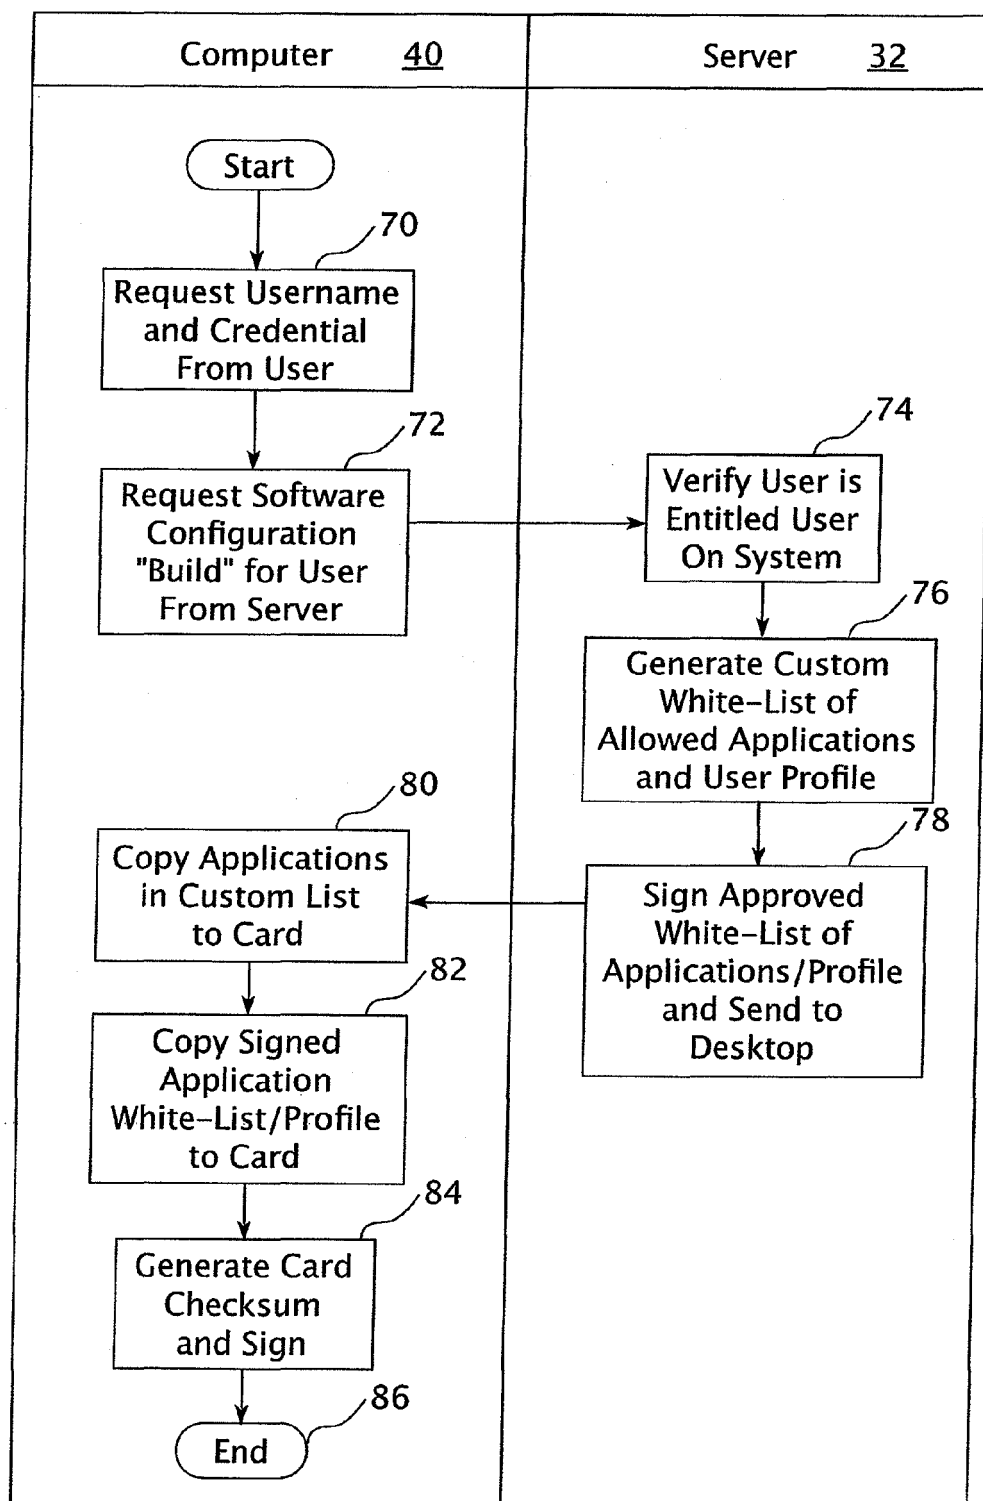 Computer 40
Server 32
Start
70
Request Username
and Credential
From User
72
Request Software
Configuration
"Build" for User
From Server
74
Verify User is
Entitled User
On System
76
Generate Custom
White-List of
Allowed Applications
and User Profile
78
Sign Approved
White-List of
Applications/Profile
and Send to
Desktop
80
Copy Applications
in Custom List
to Card
82
Copy Signed
Application
White-List/Profile
to Card
84
Generate Card
Checksum
and Sign
86
End